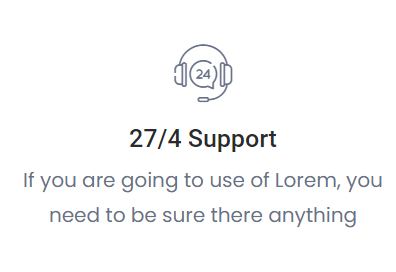 24
27/4 Support
If you are going to use of Lorem, you
need to be sure there anything